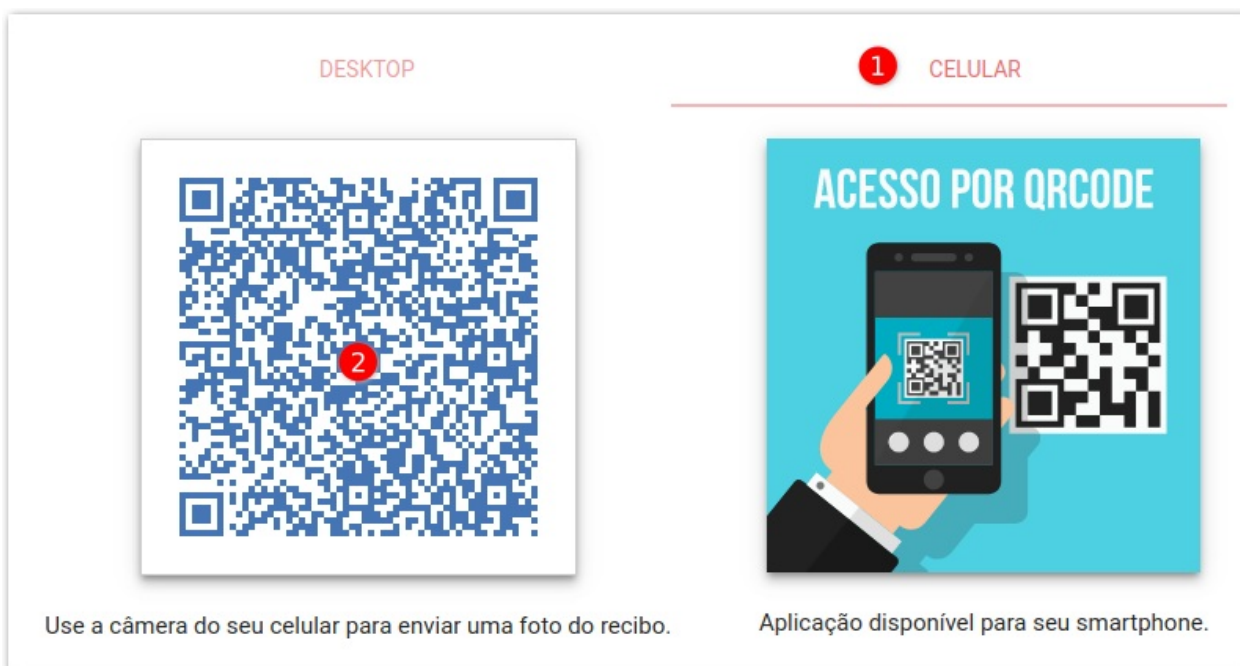 DESKTOP
1 CELULAR
ACESSO POR QRCODE
2
Use a câmera do seu celular para enviar uma foto do recibo.
Aplicação disponível para seu smartphone.